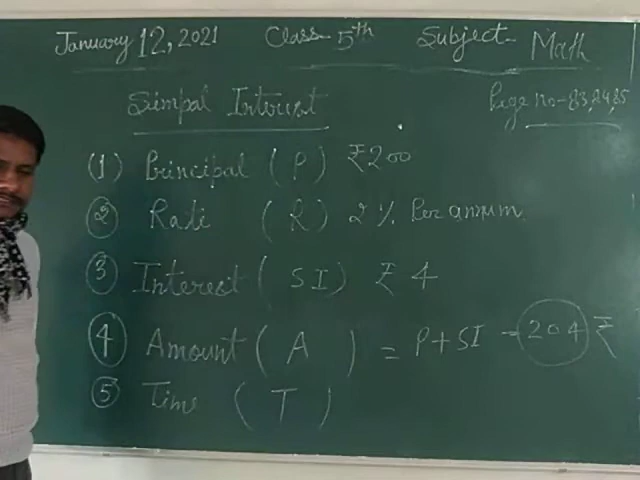 January 12, 2021 Class- 5th Subject- Math
Simpal Interest Page no-83,84,85
(1) Principal ( P ) ₹200
(2) Rate ( R ) 2 % Per annum
(3) Interest ( SI ) ₹ 4
(4) Amount ( A ) = P+SI - 204 ₹
(5) Time ( T )